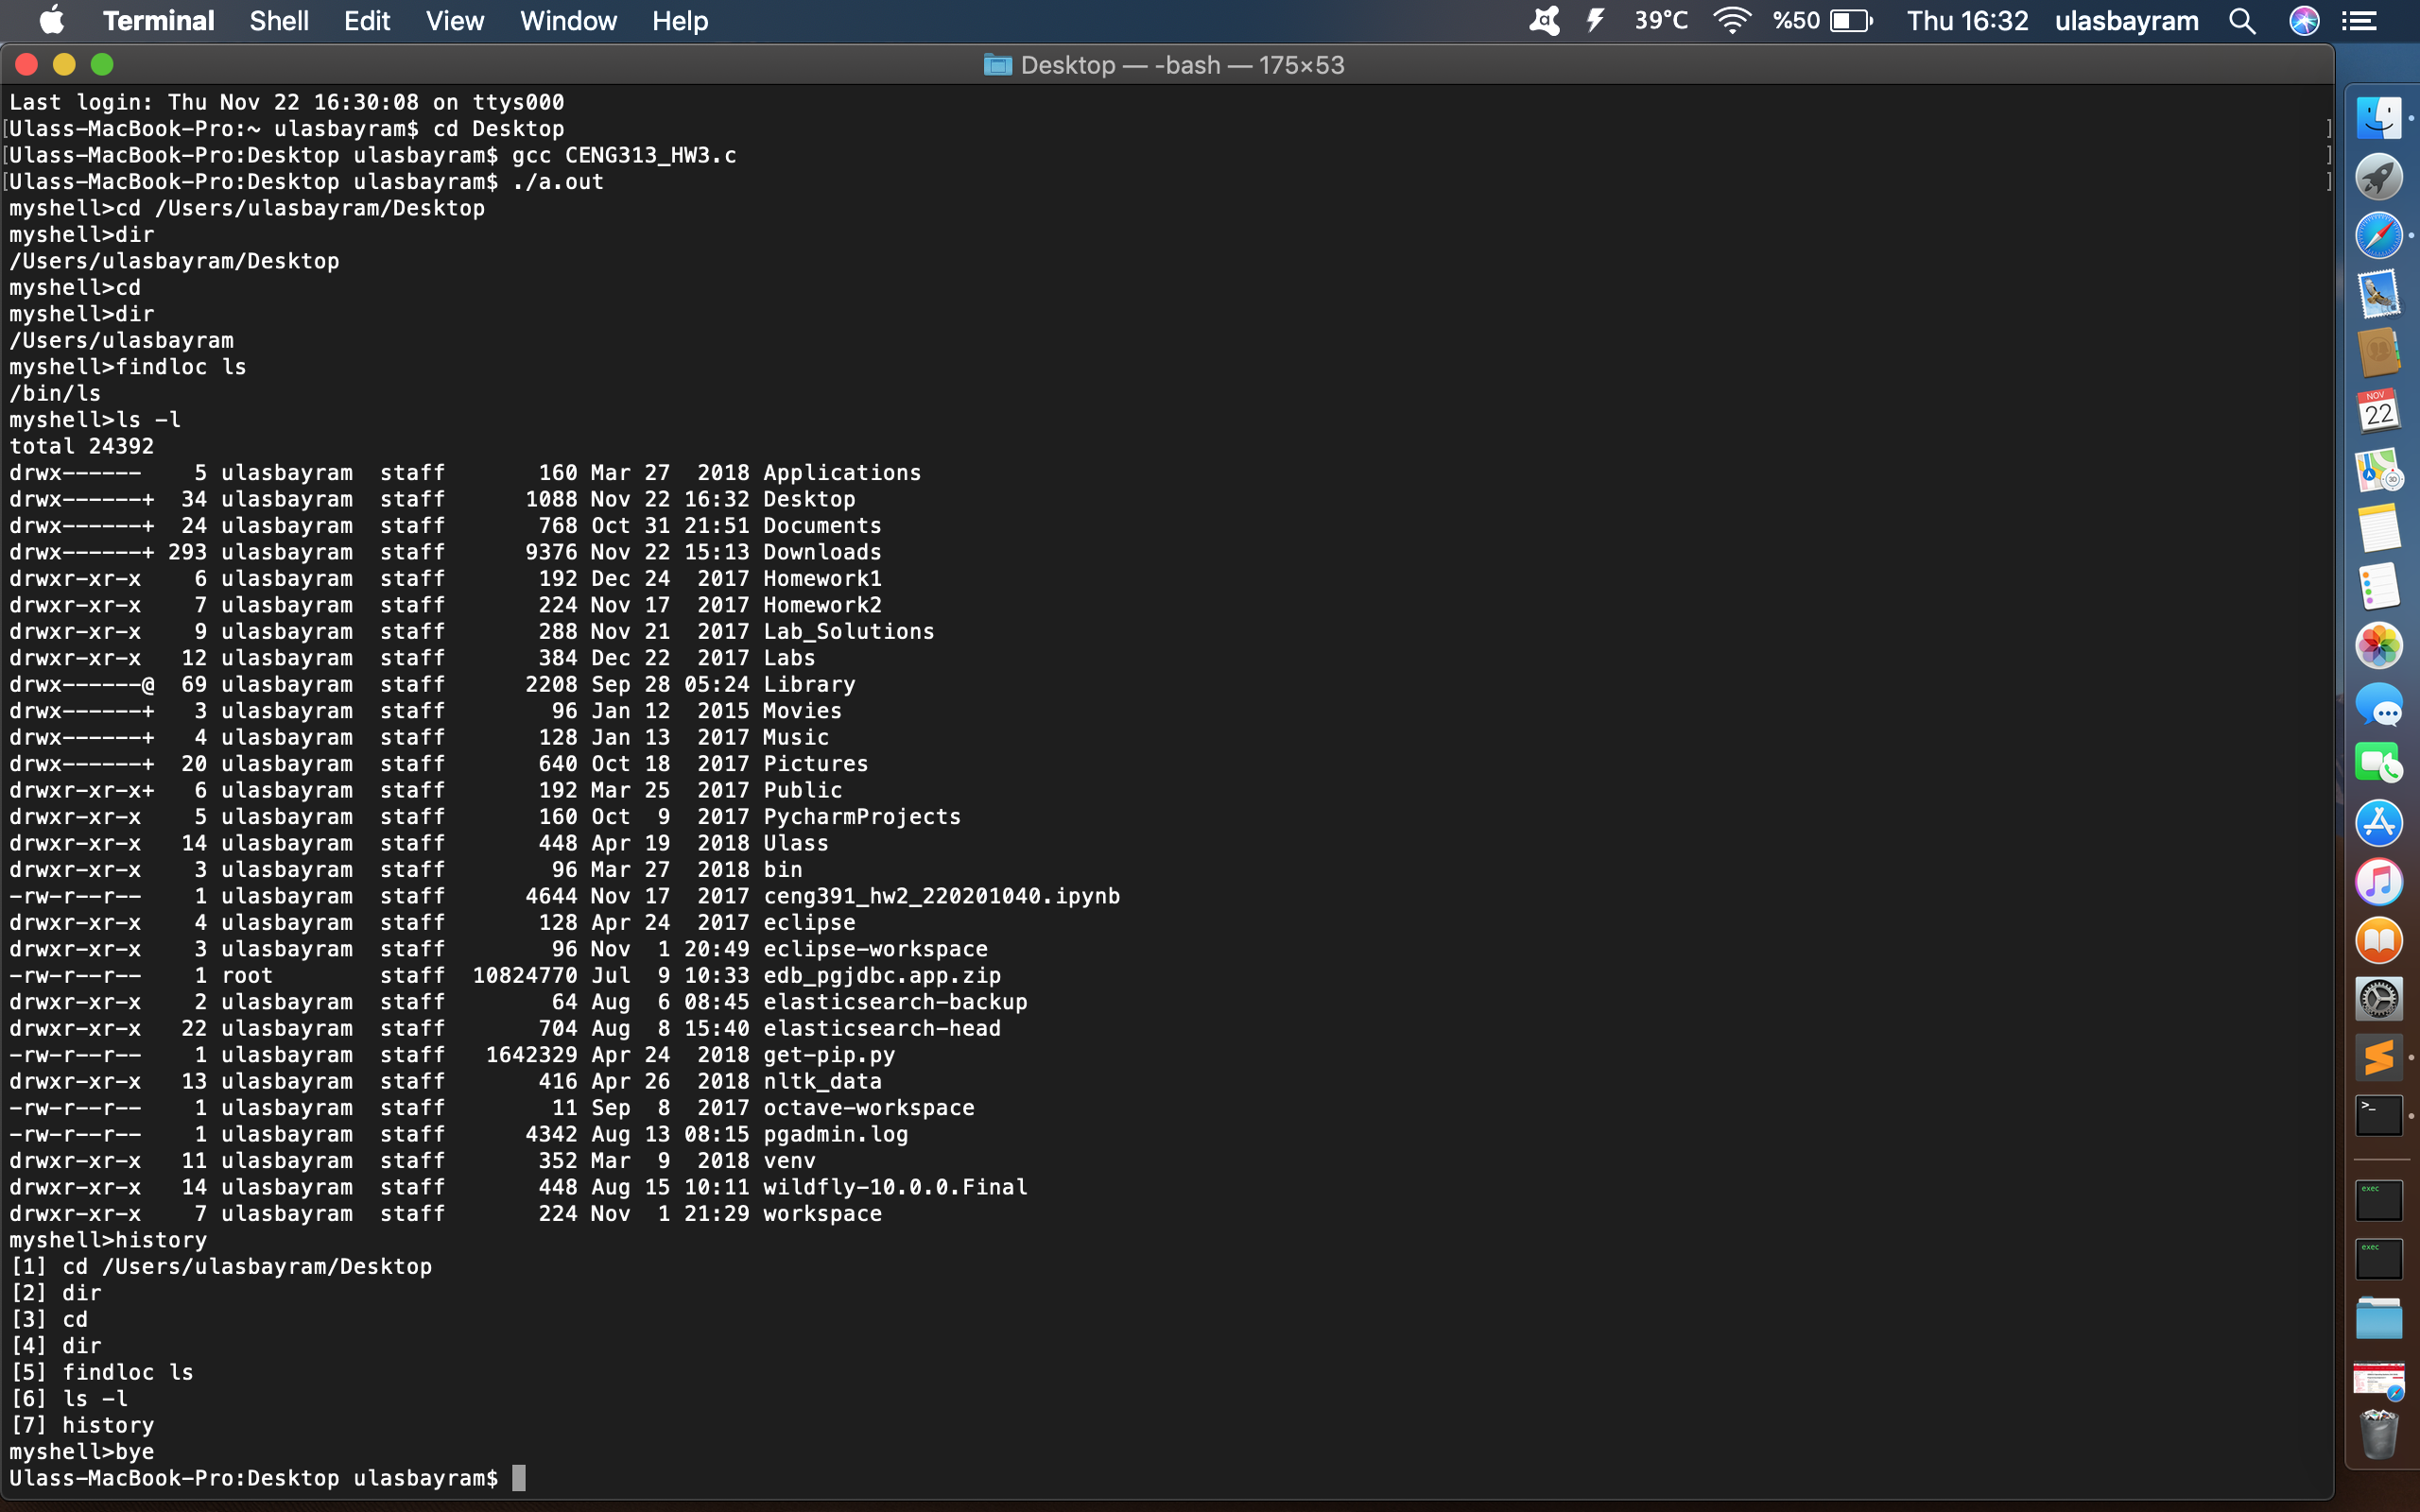 Terminal Shell Edit View Window Help 39°C %50 Thu 16:32 ulasbayram
Desktop — -bash — 175×53
Last login: Thu Nov 22 16:30:08 on ttys000
[Ulass-MacBook-Pro:~ ulasbayram$ cd Desktop ]
[Ulass-MacBook-Pro:Desktop ulasbayram$ gcc CENG313_HW3.c ]
[Ulass-MacBook-Pro:Desktop ulasbayram$ ./a.out ]
myshell>cd /Users/ulasbayram/Desktop
myshell>dir
/Users/ulasbayram/Desktop
myshell>cd
myshell>dir
/Users/ulasbayram
myshell>findloc ls
/bin/ls
myshell>ls -l
total 24392
drwx------    5 ulasbayram  staff       160 Mar 27  2018 Applications
drwx------+  34 ulasbayram  staff      1088 Nov 22 16:32 Desktop
drwx------+  24 ulasbayram  staff       768 Oct 31 21:51 Documents
drwx------+ 293 ulasbayram  staff      9376 Nov 22 15:13 Downloads
drwxr-xr-x    6 ulasbayram  staff       192 Dec 24  2017 Homework1
drwxr-xr-x    7 ulasbayram  staff       224 Nov 17  2017 Homework2
drwxr-xr-x    9 ulasbayram  staff       288 Nov 21  2017 Lab_Solutions
drwxr-xr-x   12 ulasbayram  staff       384 Dec 22  2017 Labs
drwx------@  69 ulasbayram  staff      2208 Sep 28 05:24 Library
drwx------+   3 ulasbayram  staff        96 Jan 12  2015 Movies
drwx------+   4 ulasbayram  staff       128 Jan 13  2017 Music
drwx------+  20 ulasbayram  staff       640 Oct 18  2017 Pictures
drwxr-xr-x+   6 ulasbayram  staff       192 Mar 25  2017 Public
drwxr-xr-x    5 ulasbayram  staff       160 Oct  9  2017 PycharmProjects
drwxr-xr-x   14 ulasbayram  staff       448 Apr 19  2018 Ulass
drwxr-xr-x    3 ulasbayram  staff        96 Mar 27  2018 bin
-rw-r--r--    1 ulasbayram  staff      4644 Nov 17  2017 ceng391_hw2_220201040.ipynb
drwxr-xr-x    4 ulasbayram  staff       128 Apr 24  2017 eclipse
drwxr-xr-x    3 ulasbayram  staff        96 Nov  1 20:49 eclipse-workspace
-rw-r--r--    1 root        staff  10824770 Jul  9 10:33 edb_pgjdbc.app.zip
drwxr-xr-x    2 ulasbayram  staff        64 Aug  6 08:45 elasticsearch-backup
drwxr-xr-x   22 ulasbayram  staff       704 Aug  8 15:40 elasticsearch-head
-rw-r--r--    1 ulasbayram  staff   1642329 Apr 24  2018 get-pip.py
drwxr-xr-x   13 ulasbayram  staff       416 Apr 26  2018 nltk_data
-rw-r--r--    1 ulasbayram  staff        11 Sep  8  2017 octave-workspace
-rw-r--r--    1 ulasbayram  staff      4342 Aug 13 08:15 pgadmin.log
drwxr-xr-x   11 ulasbayram  staff       352 Mar  9  2018 venv
drwxr-xr-x   14 ulasbayram  staff       448 Aug 15 10:11 wildfly-10.0.0.Final
drwxr-xr-x    7 ulasbayram  staff       224 Nov  1 21:29 workspace
myshell>history
[1] cd /Users/ulasbayram/Desktop
[2] dir
[3] cd
[4] dir
[5] findloc ls
[6] ls -l
[7] history
myshell>bye
Ulass-MacBook-Pro:Desktop ulasbayram$
NOV
22
3D
>_
exec
exec